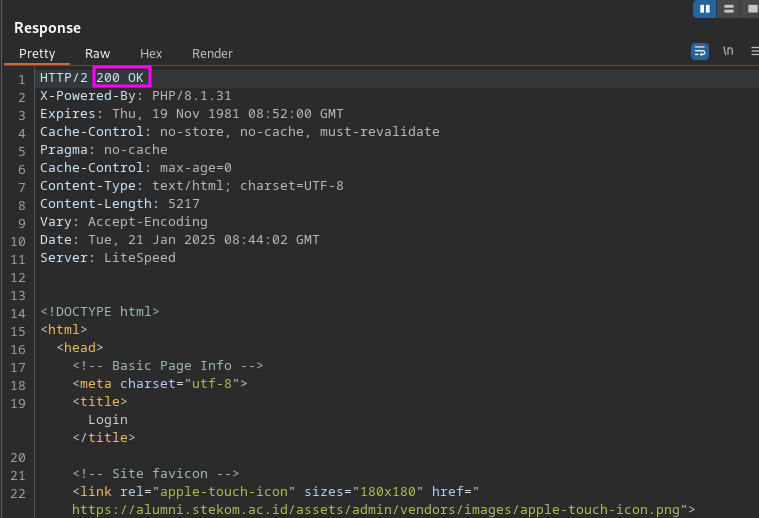 Response
Pretty Raw Hex Render \n
1 HTTP/2 200 OK
2 X-Powered-By: PHP/8.1.31
3 Expires: Thu, 19 Nov 1981 08:52:00 GMT
4 Cache-Control: no-store, no-cache, must-revalidate
5 Pragma: no-cache
6 Cache-Control: max-age=0
7 Content-Type: text/html; charset=UTF-8
8 Content-Length: 5217
9 Vary: Accept-Encoding
10 Date: Tue, 21 Jan 2025 08:44:02 GMT
11 Server: LiteSpeed
12
13
14 <!DOCTYPE html>
15 <html>
16 <head>
17 <!-- Basic Page Info -->
18 <meta charset="utf-8">
19 <title>
Login
</title>
20
21 <!-- Site favicon -->
22 <link rel="apple-touch-icon" sizes="180x180" href="
https://alumni.stekom.ac.id/assets/admin/vendors/images/apple-touch-icon.png">